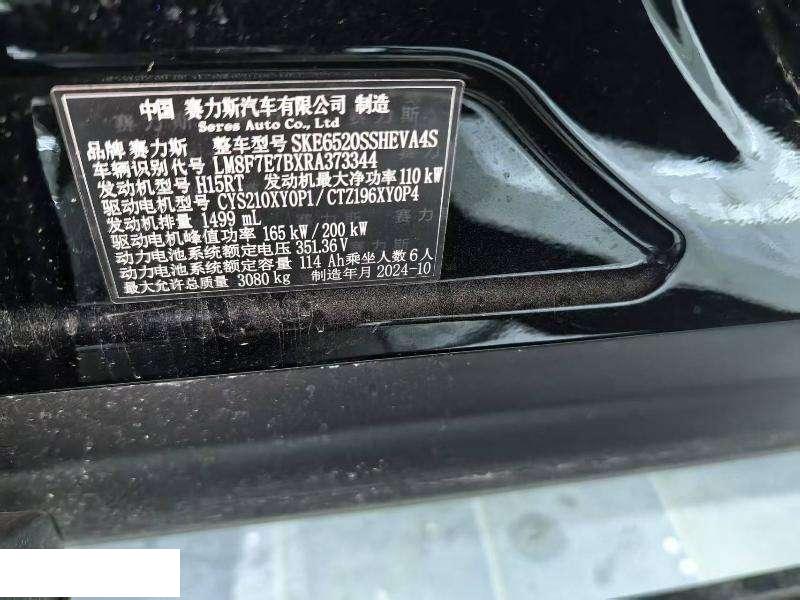 中国 赛力斯汽车有限公司 制造
Seres Auto Co., Ltd
品牌 赛力斯 整车型号 SKE6520SSHEVA4S
车辆识别代号 LM8F7E7BXRA373344
发动机型号 H15RT 发动机最大净功率 110 kW
驱动电机型号 CYS210XY0P1/CTZ196XY0P4
发动机排量 1499 mL
驱动电机峰值功率 165 kW/200 kW
动力电池系统额定电压 351.36 V
动力电池系统额定容量 114 Ah 乘坐人数 6 人
最大允许总质量 3080 kg 制造年月 2024-10